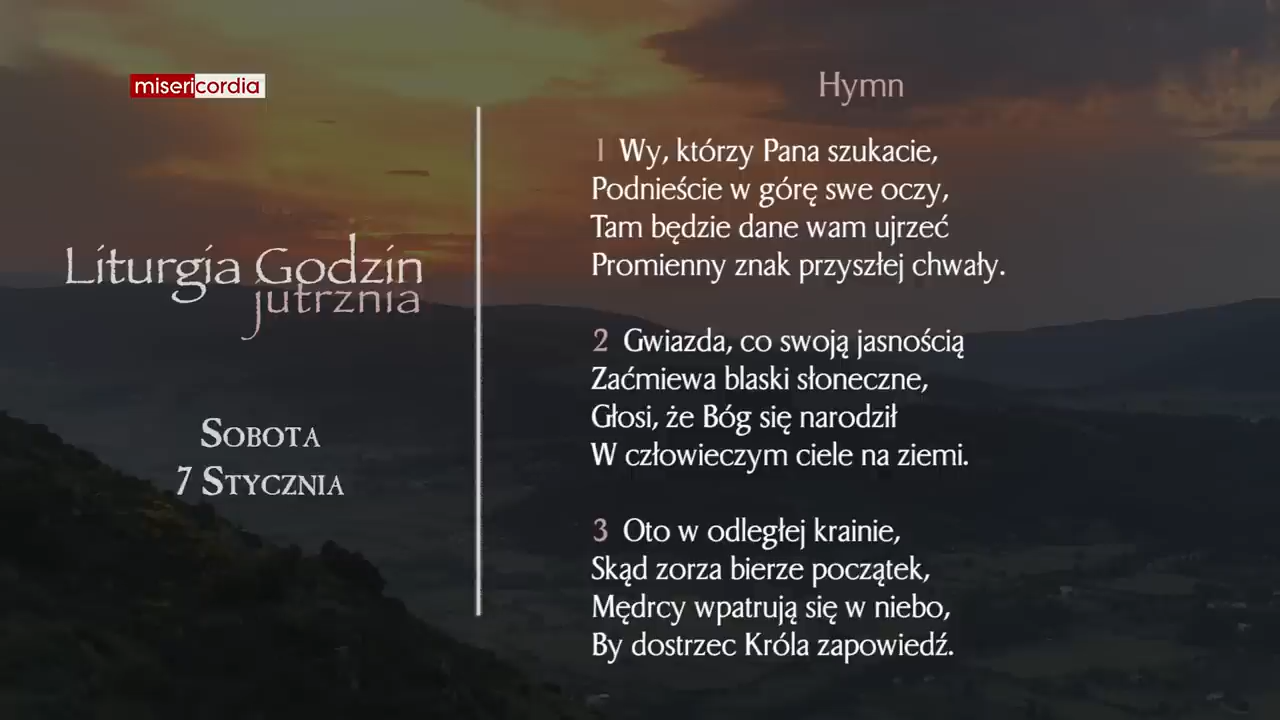 misericordia
Liturgia Godzin
jutrznia
Sobota
7 Stycznia
Hymn
1 Wy, którzy Pana szukacie,
Podnieście w górę swe oczy,
Tam będzie dane wam ujrzeć
Promienny znak przyszłej chwały.
2 Gwiazda, co swoją jasnością
Zaćmiewa blaski słoneczne,
Głosi, że Bóg się narodził
W człowieczym ciele na ziemi.
3 Oto w odległej krainie,
Skąd zorza bierze początek,
Mędrcy wpatrują się w niebo,
By dostrzec Króla zapowiedź.